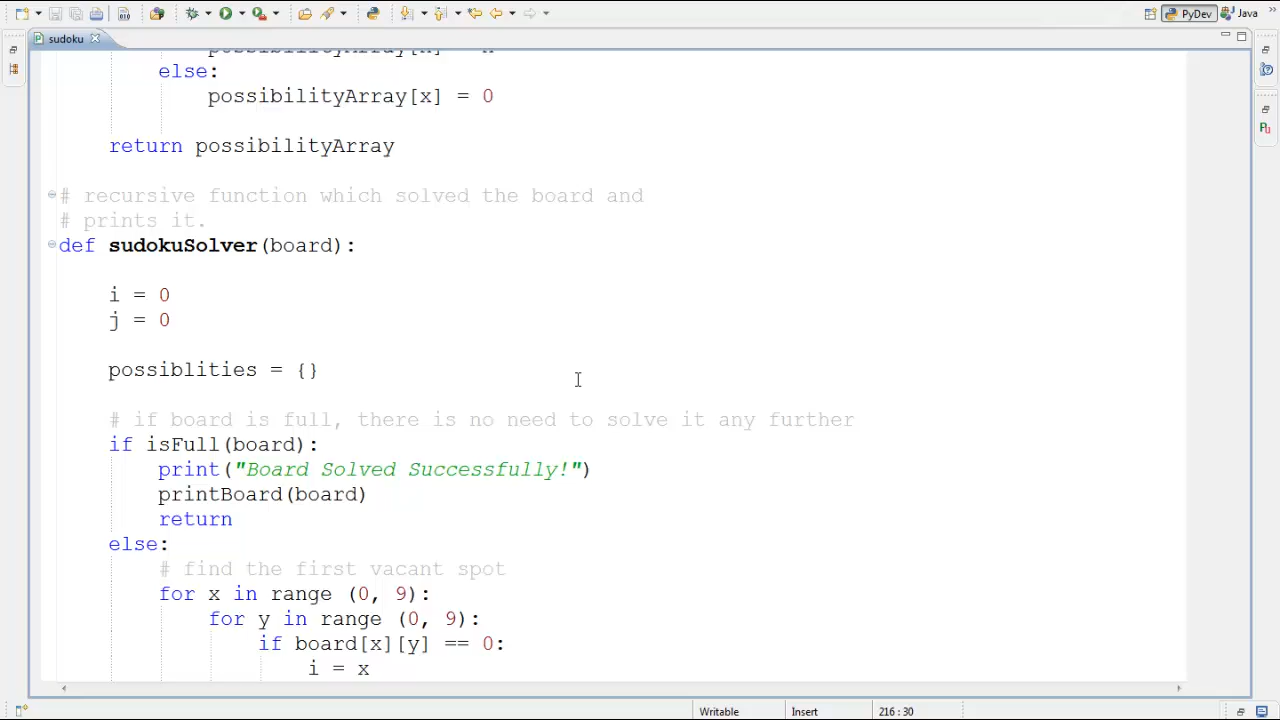 PyDev
Java
sudoku
else:
possibilityArray[x] = 0
return possibilityArray
# recursive function which solved the board and
# prints it.
def sudokuSolver(board):
i = 0
j = 0
possiblities = {}
# if board is full, there is no need to solve it any further
if isFull(board):
print("Board Solved Successfully!")
printBoard(board)
return
else:
# find the first vacant spot
for x in range (0, 9):
for y in range (0, 9):
if board[x][y] == 0:
i = x
Writable
Insert
216 : 30